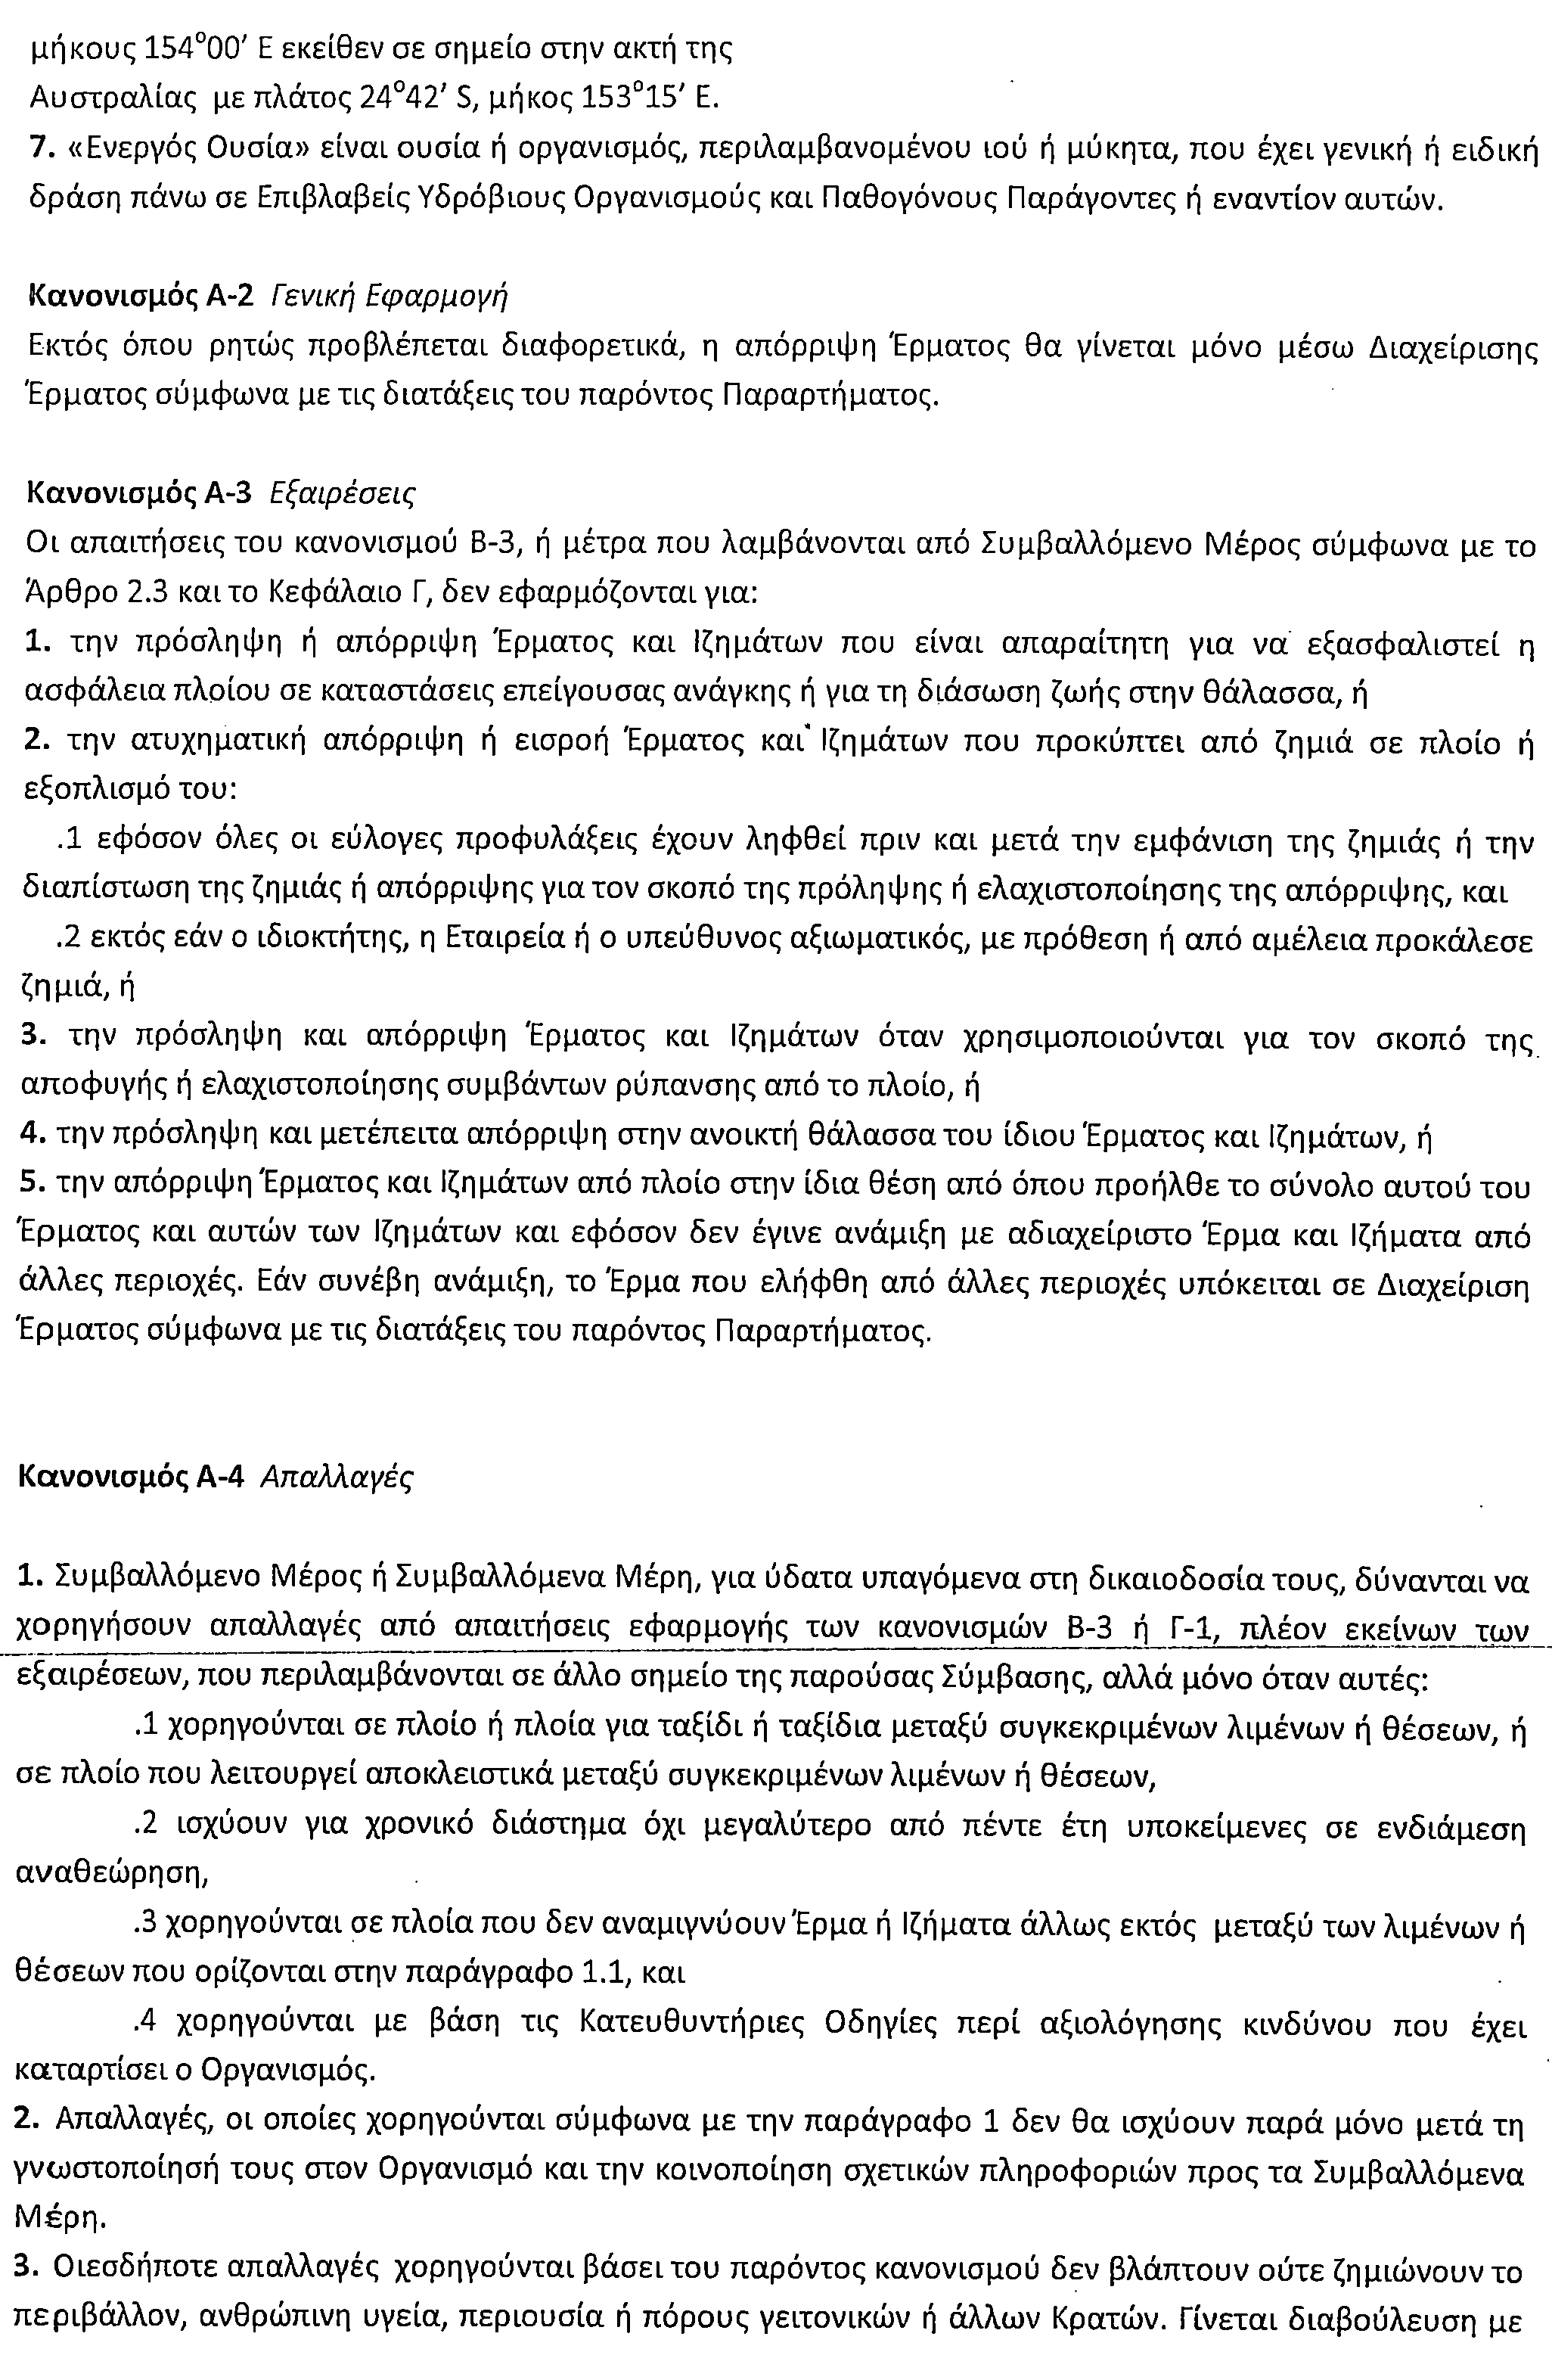 μήκους 154°00′ Ε εκείθεν σε σημείο στην ακτή της
Αυστραλίας με πλάτος 24°42′ S, μήκος 153°15′ Ε.
7. «Ενεργός Ουσία» είναι ουσία ή οργανισμός, περιλαμβανομένου ιού ή μύκητα, που έχει γενική ή ειδική
δράση πάνω σε Επιβλαβείς Υδρόβιους Οργανισμούς και Παθογόνους Παράγοντες ή εναντίον αυτών.
Κανονισμός Α-2 Γενική Εφαρμογή
Εκτός όπου ρητώς προβλέπεται διαφορετικά, η απόρριψη Έρματος θα γίνεται μόνο μέσω Διαχείρισης
Έρματος σύμφωνα με τις διατάξεις του παρόντος Παραρτήματος.
Κανονισμός Α-3 Εξαιρέσεις
Οι απαιτήσεις του κανονισμού Β-3, ή μέτρα που λαμβάνονται από Συμβαλλόμενο Μέρος σύμφωνα με το
Άρθρο 2.3 και το Κεφάλαιο Γ, δεν εφαρμόζονται για:
1. την πρόσληψη ή απόρριψη Έρματος και Ιζημάτων που είναι απαραίτητη για να εξασφαλιστεί η
ασφάλεια πλοίου σε καταστάσεις επείγουσας ανάγκης ή για τη διάσωση ζωής στην θάλασσα, ή
2. την ατυχηματική απόρριψη ή εισροή Έρματος και Ιζημάτων που προκύπτει από ζημιά σε πλοίο ή
εξοπλισμό του:
.1 εφόσον όλες οι εύλογες προφυλάξεις έχουν ληφθεί πριν και μετά την εμφάνιση της ζημιάς ή την
διαπίστωση της ζημιάς ή απόρριψης για τον σκοπό της πρόληψης ή ελαχιστοποίησης της απόρριψης, και
.2 εκτός εάν ο ιδιοκτήτης, η Εταιρεία ή ο υπεύθυνος αξιωματικός, με πρόθεση ή από αμέλεια προκάλεσε
ζημιά, ή
3. την πρόσληψη και απόρριψη Έρματος και Ιζημάτων όταν χρησιμοποιούνται για τον σκοπό της
αποφυγής ή ελαχιστοποίησης συμβάντων ρύπανσης από το πλοίο, ή
4. την πρόσληψη και μετέπειτα απόρριψη στην ανοικτή θάλασσα του ίδιου Έρματος και Ιζημάτων, ή
5. την απόρριψη Έρματος και Ιζημάτων από πλοίο στην ίδια θέση από όπου προήλθε το σύνολο αυτού του
Έρματος και αυτών των Ιζημάτων και εφόσον δεν έγινε ανάμιξη με αδιαχείριστο Έρμα και Ιζήματα από
άλλες περιοχές. Εάν συνέβη ανάμιξη, το Έρμα που ελήφθη από άλλες περιοχές υπόκειται σε Διαχείριση
Έρματος σύμφωνα με τις διατάξεις του παρόντος Παραρτήματος.
Κανονισμός Α-4 Απαλλαγές
1. Συμβαλλόμενο Μέρος ή Συμβαλλόμενα Μέρη, για ύδατα υπαγόμενα στη δικαιοδοσία τους, δύνανται να
χορηγήσουν απαλλαγές από απαιτήσεις εφαρμογής των κανονισμών Β-3 ή Γ-1, πλέον εκείνων των
εξαιρέσεων, που περιλαμβάνονται σε άλλο σημείο της παρούσας Σύμβασης, αλλά μόνο όταν αυτές:
.1 χορηγούνται σε πλοίο ή πλοία για ταξίδι ή ταξίδια μεταξύ συγκεκριμένων λιμένων ή θέσεων, ή
σε πλοίο που λειτουργεί αποκλειστικά μεταξύ συγκεκριμένων λιμένων ή θέσεων,
.2 ισχύουν για χρονικό διάστημα όχι μεγαλύτερο από πέντε έτη υποκείμενες σε ενδιάμεση
αναθεώρηση,
.3 χορηγούνται σε πλοία που δεν αναμιγνύουν Έρμα ή Ιζήματα άλλως εκτός μεταξύ των λιμένων ή
θέσεων που ορίζονται στην παράγραφο 1.1, και
.4 χορηγούνται με βάση τις Κατευθυντήριες Οδηγίες περί αξιολόγησης κινδύνου που έχει
καταρτίσει ο Οργανισμός.
2. Απαλλαγές, οι οποίες χορηγούνται σύμφωνα με την παράγραφο 1 δεν θα ισχύουν παρά μόνο μετά τη
γνωστοποίησή τους στον Οργανισμό και την κοινοποίηση σχετικών πληροφοριών προς τα Συμβαλλόμενα
Μέρη.
3. Οιεσδήποτε απαλλαγές χορηγούνται βάσει του παρόντος κανονισμού δεν βλάπτουν ούτε ζημιώνουν το
περιβάλλον, ανθρώπινη υγεία, περιουσία ή πόρους γειτονικών ή άλλων Κρατών. Γίνεται διαβούλευση με